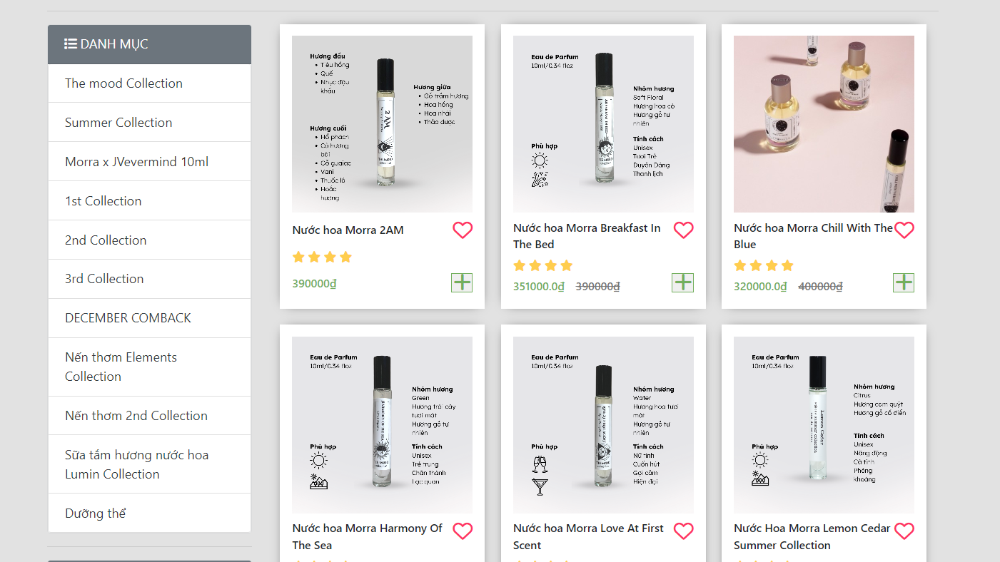 DANH MỤC
The mood Collection
Summer Collection
Morra x JVevermind 10ml
1st Collection
2nd Collection
3rd Collection
DECEMBER COMBACK
Nến thơm Elements
Collection
Nến thơm 2nd Collection
Sữa tắm hương nước hoa
Lumin Collection
Dưỡng thể
Hương đầu
Tiêu hồng
Quế
Nhục đậu
khấu
Hương giữa
Gỗ trầm hương
Hoa hồng
Hoa nhài
Thảo dược
Hương cuối
Hổ phách
Cỏ hương
bài
Gỗ guaiac
Vani
Thuốc lá
Hoắc
hương
2 AM
Nước hoa Morra 2AM
390000₫
Eau de Parfum
10ml/0.34 floz
Nhóm hương
Soft Floral
Hương hoa cỏ
Hương gỗ tự
nhiên
Tính cách
Unisex
Tươi Trẻ
Duyên Dáng
Thanh lịch
Phù hợp
Nước hoa Morra Breakfast In
The Bed
351000.0₫ 390000₫
Nước hoa Morra Chill With The
Blue
320000.0₫ 400000₫
Eau de Parfum
10ml/0.34 floz
Nhóm hương
Green
Hương trái cây
tươi mát
Hương gỗ tự
nhiên
Tính cách
Unisex
Trẻ trung
Chân thành
Lạc quan
Phù hợp
HARMONY OF THE SEA
Nước hoa Morra Harmony Of
The Sea
Eau de Parfum
10ml/0.34 floz
Nhóm hương
Water
Hương hoa tươi
mát
Hương gỗ tự
nhiên
Tính cách
Nữ tính
Cuốn hút
Gợi cảm
Hiện đại
Phù hợp
Nước hoa Morra Love At First
Scent
Eau de Parfum
10ml/0.34 floz
Nhóm hương
Citrus
Hương cam quýt
Hương gỗ cổ điển
Tính cách
Unisex
Năng động
Cá tính
Phóng
khoáng
Phù hợp
Lemon Cedar
Nước Hoa Morra Lemon Cedar
Summer Collection